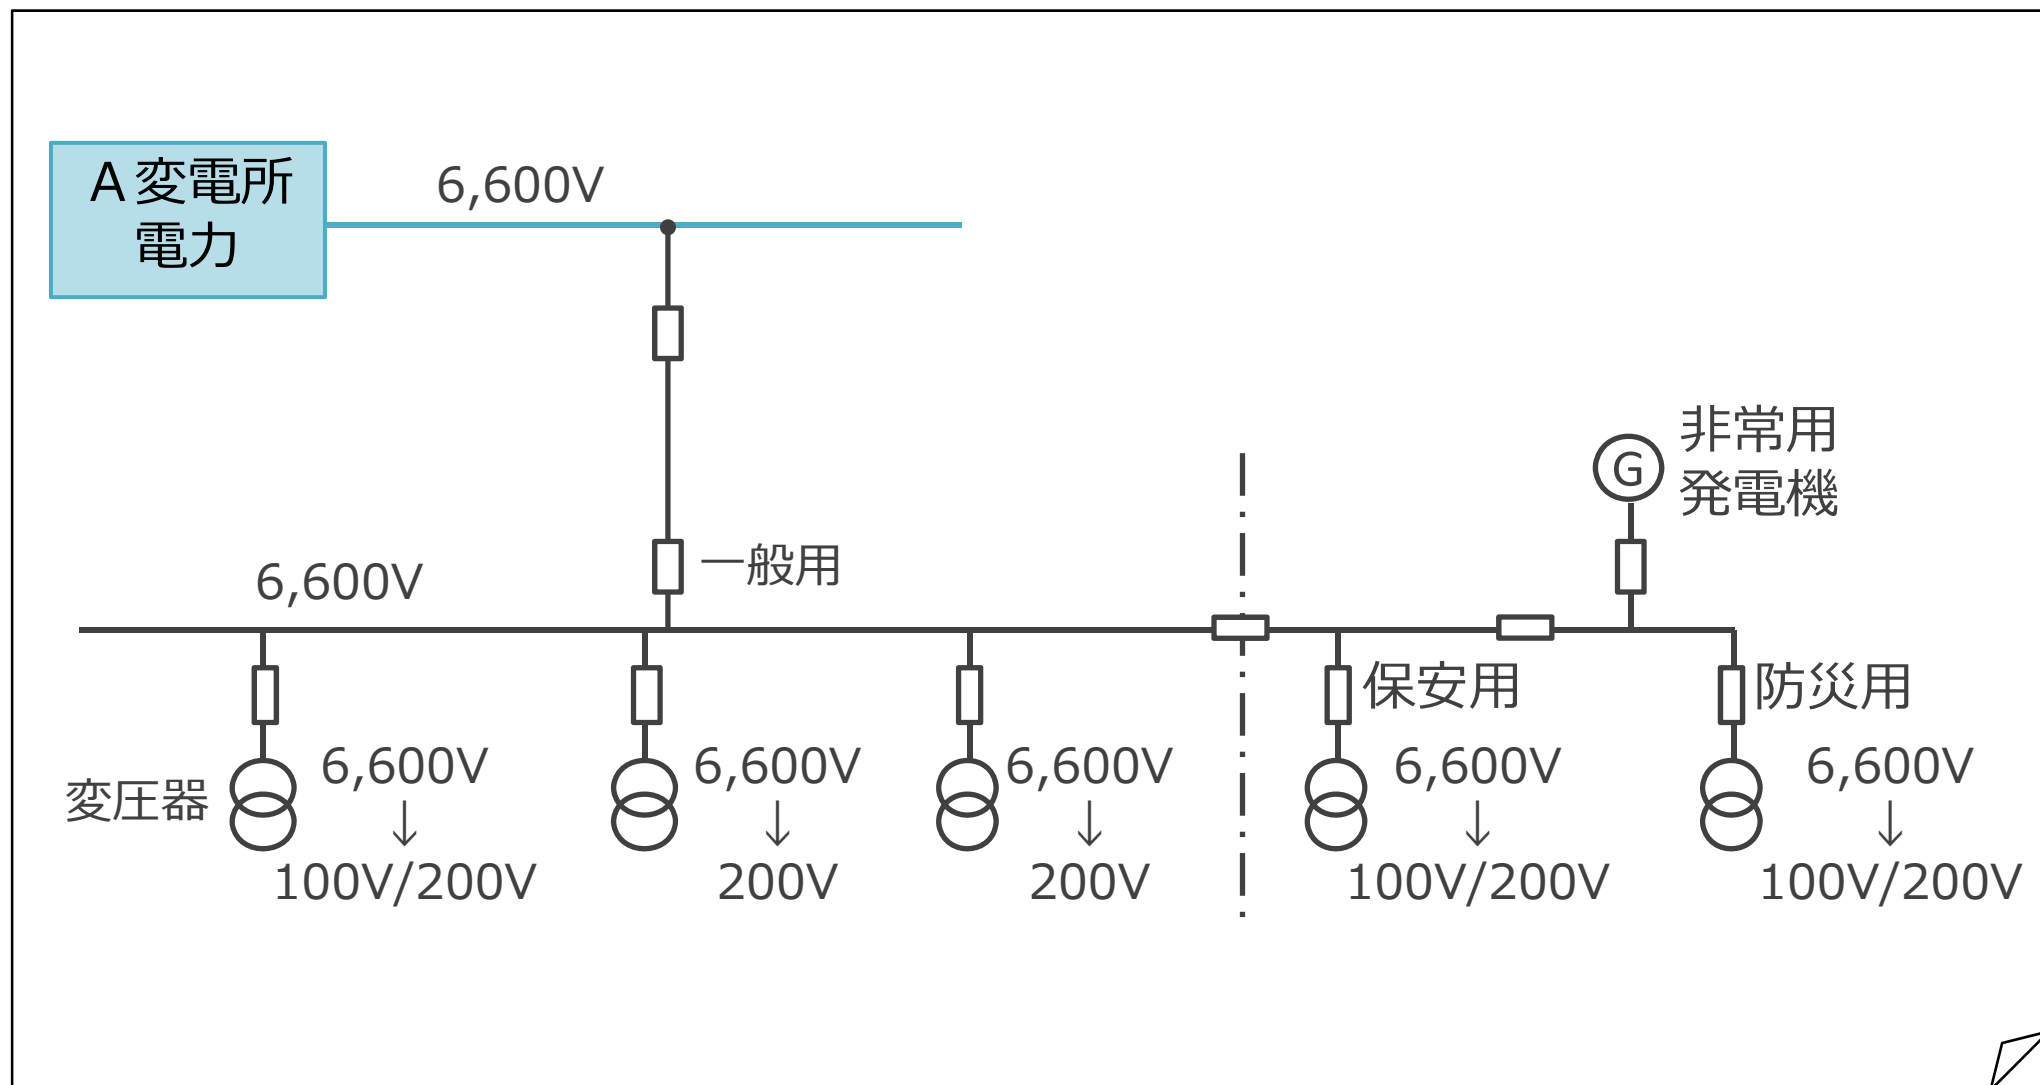 A変電所
電力
6,600V
非常用
発電機
G
一般用
6,600V
保安用
防災用
変圧器
6,600V
↓
100V/200V
6,600V
↓
200V
6,600V
↓
200V
6,600V
↓
100V/200V
6,600V
↓
100V/200V